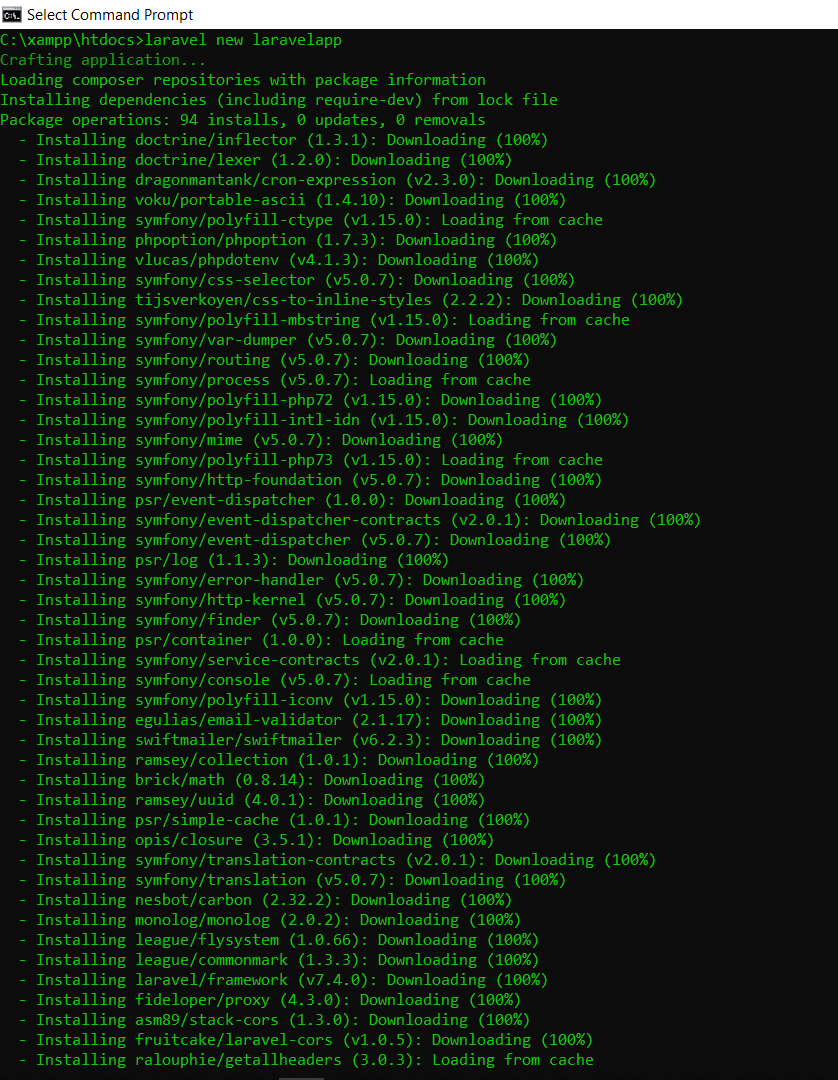 Select Command Prompt
C:\xampp\htdocs>laravel new laravelapp
Crafting application...
Loading composer repositories with package information
Installing dependencies (including require-dev) from lock file
Package operations: 94 installs, 0 updates, 0 removals
  - Installing doctrine/inflector (1.3.1): Downloading (100%)
  - Installing doctrine/lexer (1.2.0): Downloading (100%)
  - Installing dragonmantank/cron-expression (v2.3.0): Downloading (100%)
  - Installing voku/portable-ascii (1.4.10): Downloading (100%)
  - Installing symfony/polyfill-ctype (v1.15.0): Loading from cache
  - Installing phpoption/phpoption (1.7.3): Downloading (100%)
  - Installing vlucas/phpdotenv (v4.1.3): Downloading (100%)
  - Installing symfony/css-selector (v5.0.7): Downloading (100%)
  - Installing tijsverkoyen/css-to-inline-styles (2.2.2): Downloading (100%)
  - Installing symfony/polyfill-mbstring (v1.15.0): Loading from cache
  - Installing symfony/var-dumper (v5.0.7): Downloading (100%)
  - Installing symfony/routing (v5.0.7): Downloading (100%)
  - Installing symfony/process (v5.0.7): Loading from cache
  - Installing symfony/polyfill-php72 (v1.15.0): Downloading (100%)
  - Installing symfony/polyfill-intl-idn (v1.15.0): Downloading (100%)
  - Installing symfony/mime (v5.0.7): Downloading (100%)
  - Installing symfony/polyfill-php73 (v1.15.0): Loading from cache
  - Installing symfony/http-foundation (v5.0.7): Downloading (100%)
  - Installing psr/event-dispatcher (1.0.0): Downloading (100%)
  - Installing symfony/event-dispatcher-contracts (v2.0.1): Downloading (100%)
  - Installing symfony/event-dispatcher (v5.0.7): Downloading (100%)
  - Installing psr/log (1.1.3): Downloading (100%)
  - Installing symfony/error-handler (v5.0.7): Downloading (100%)
  - Installing symfony/http-kernel (v5.0.7): Downloading (100%)
  - Installing symfony/finder (v5.0.7): Downloading (100%)
  - Installing psr/container (1.0.0): Loading from cache
  - Installing symfony/service-contracts (v2.0.1): Loading from cache
  - Installing symfony/console (v5.0.7): Loading from cache
  - Installing symfony/polyfill-iconv (v1.15.0): Downloading (100%)
  - Installing egulias/email-validator (2.1.17): Downloading (100%)
  - Installing swiftmailer/swiftmailer (v6.2.3): Downloading (100%)
  - Installing ramsey/collection (1.0.1): Downloading (100%)
  - Installing brick/math (0.8.14): Downloading (100%)
  - Installing ramsey/uuid (4.0.1): Downloading (100%)
  - Installing psr/simple-cache (1.0.1): Downloading (100%)
  - Installing opis/closure (3.5.1): Downloading (100%)
  - Installing symfony/translation-contracts (v2.0.1): Downloading (100%)
  - Installing symfony/translation (v5.0.7): Downloading (100%)
  - Installing nesbot/carbon (2.32.2): Downloading (100%)
  - Installing monolog/monolog (2.0.2): Downloading (100%)
  - Installing league/flysystem (1.0.66): Downloading (100%)
  - Installing league/commonmark (1.3.3): Downloading (100%)
  - Installing laravel/framework (v7.4.0): Downloading (100%)
  - Installing fideloper/proxy (4.3.0): Downloading (100%)
  - Installing asm89/stack-cors (1.3.0): Downloading (100%)
  - Installing fruitcake/laravel-cors (v1.0.5): Downloading (100%)
  - Installing ralouphie/getallheaders (3.0.3): Loading from cache